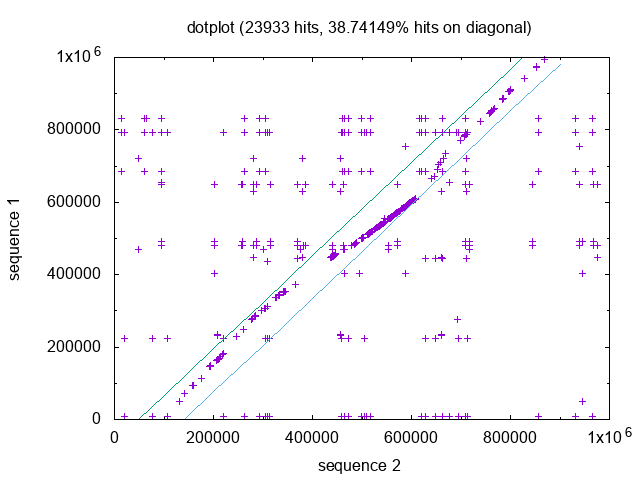 dotplot (23933 hits, 38.74149% hits on diagonal)
1x10^6
800000
600000
400000
200000
0
sequence 1
0 200000 400000 600000 800000 1x10^6
sequence 2